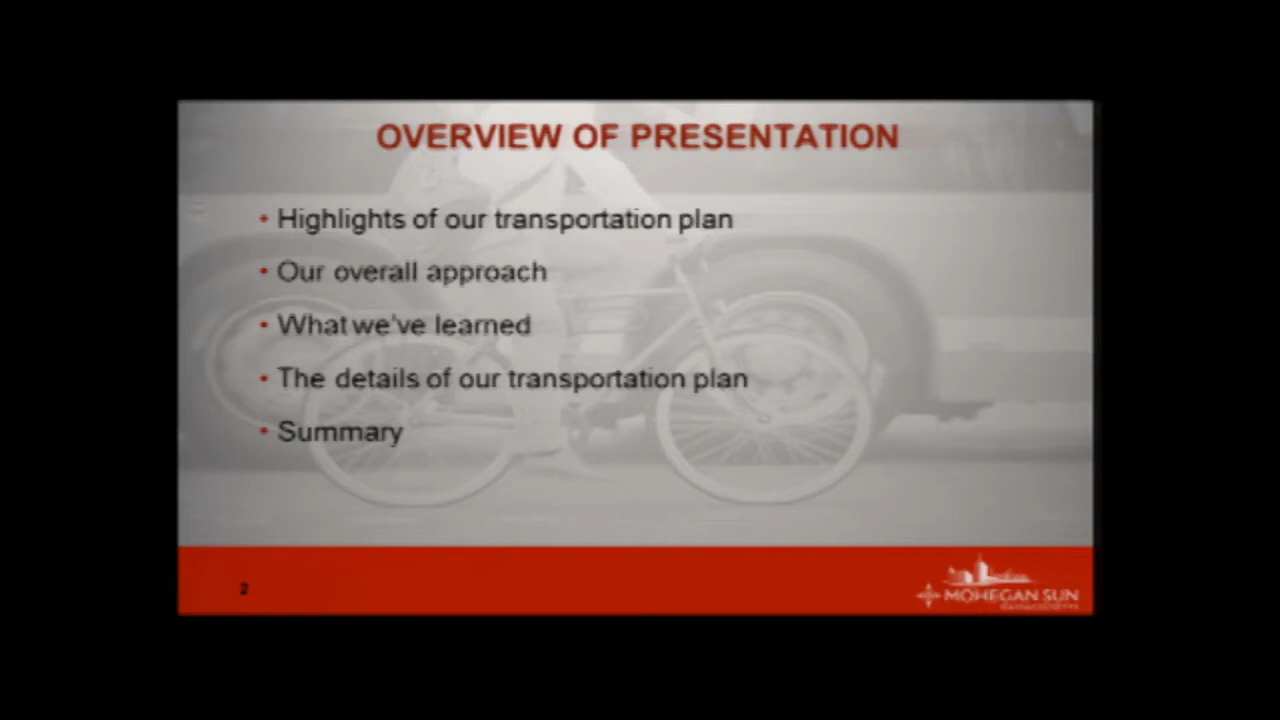 OVERVIEW OF PRESENTATION
• Highlights of our transportation plan
• Our overall approach
• What we've learned
• The details of our transportation plan
• Summary
2
MOHEGAN SUN